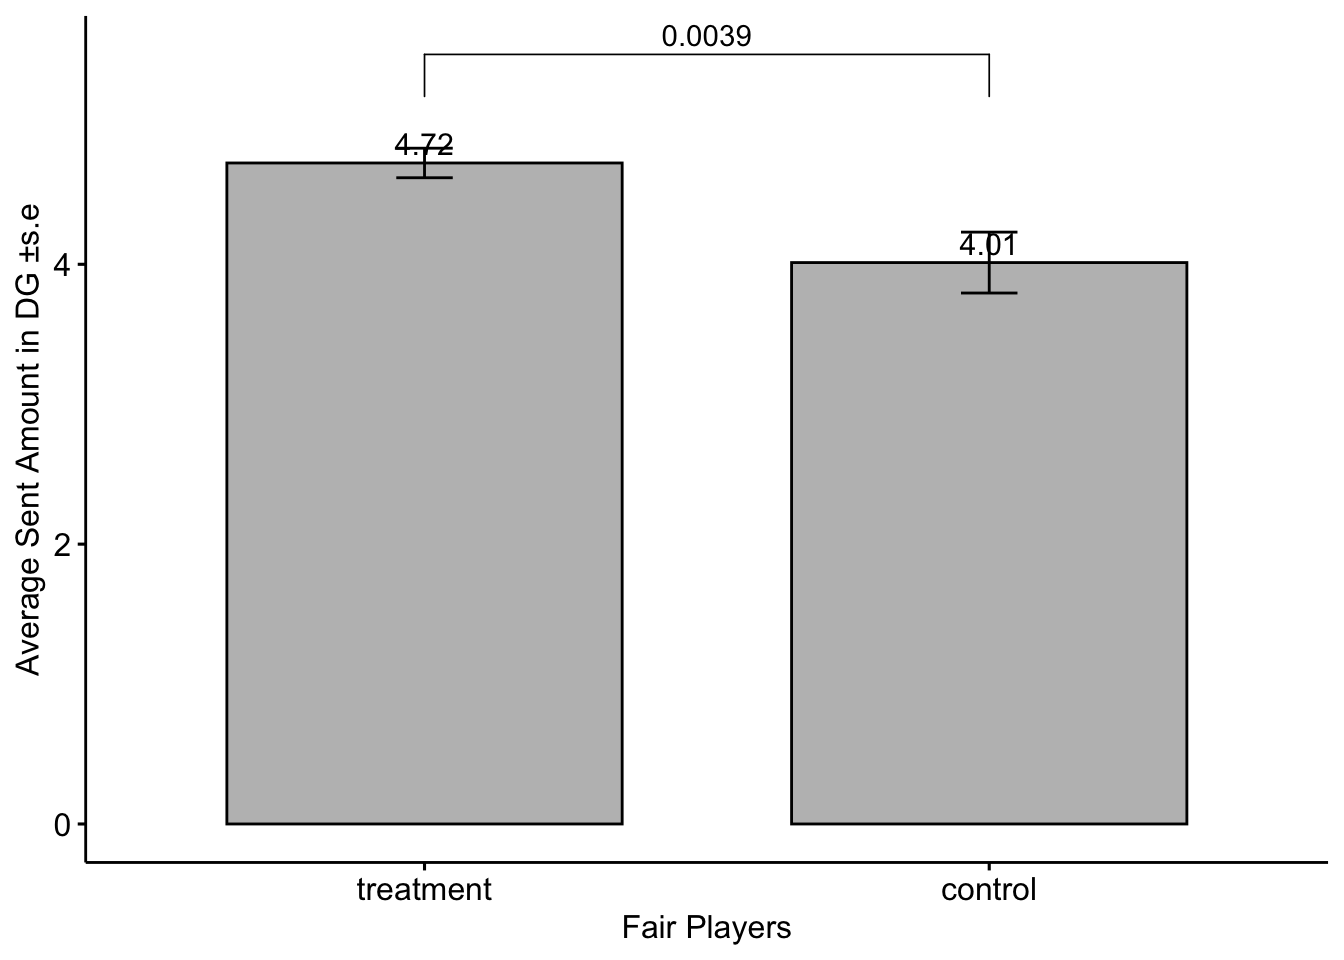 0.0039
4.72
4.01
Average Sent Amount in DG ±s.e
4
2
0
treatment
control
Fair Players